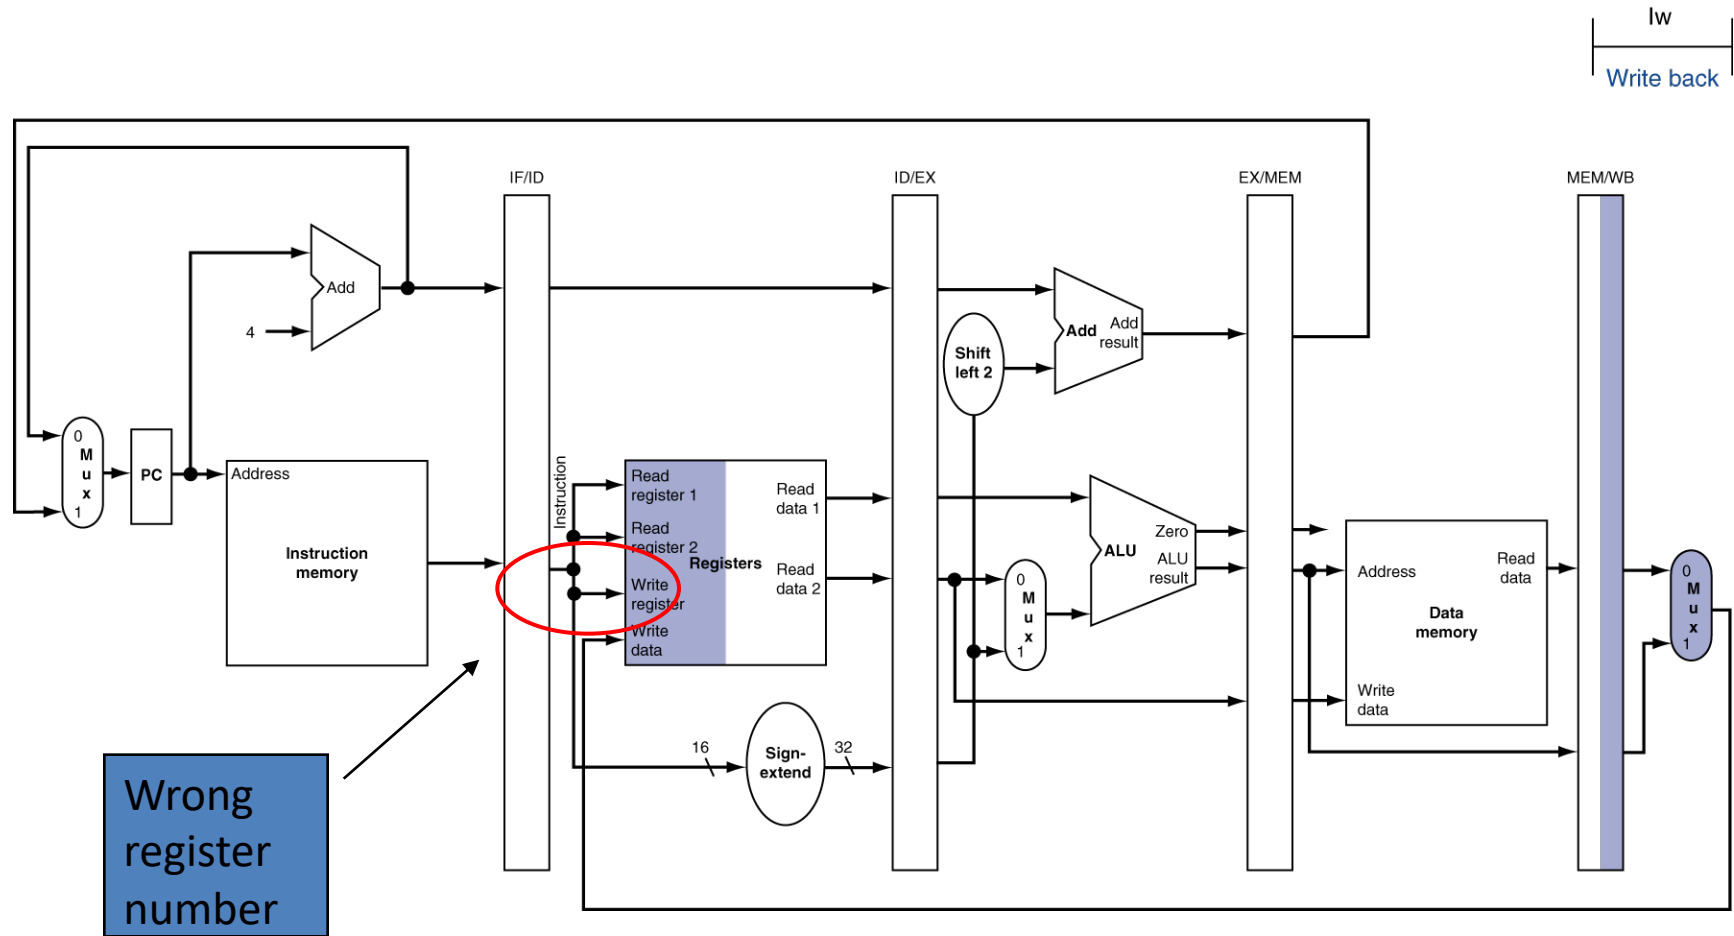 lw
Write back
IF/ID
ID/EX
EX/MEM
MEM/WB
Add
4
Add
Add
result
Shift
left 2
0
M
u
x
1
PC
Address
Instruction
memory
Instruction
Read
register 1
Read
register 2
Registers
Write
register
Write
data
Read
data 1
Read
data 2
0
M
u
x
1
Zero
ALU
ALU
result
Address
Read
data
Data
memory
Write
data
0
M
u
x
1
16
Sign-
extend
32
Wrong
register
number